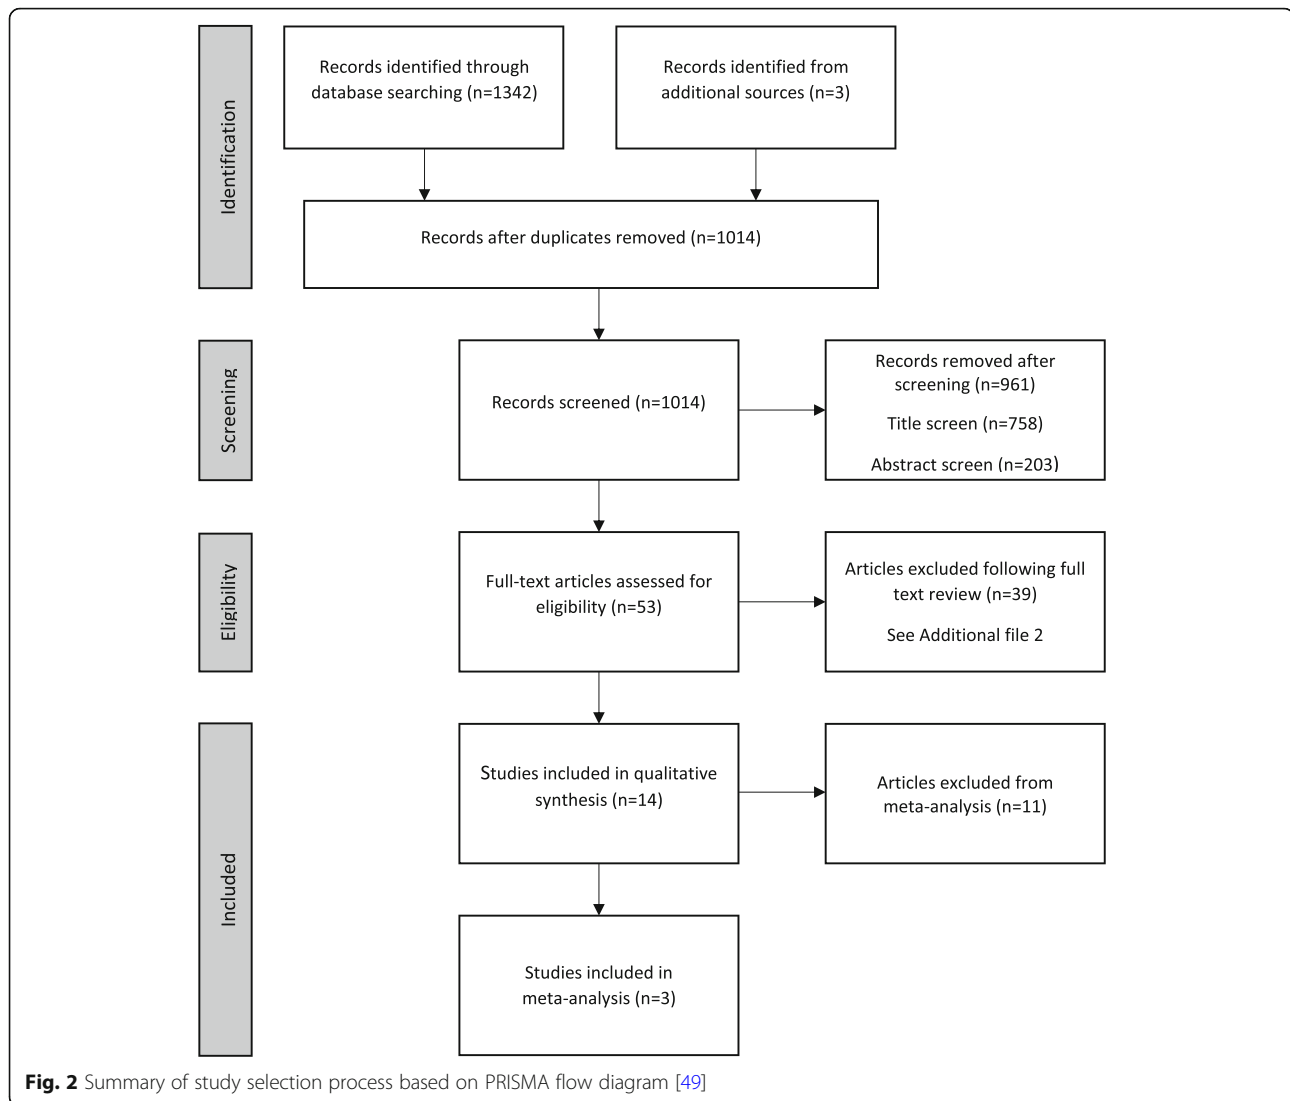 Identification
Records identified through
database searching (n=1342)
Records identified from
additional sources (n=3)
Records after duplicates removed (n=1014)
Screening
Records screened (n=1014)
Records removed after
screening (n=961)
Title screen (n=758)
Abstract screen (n=203)
Eligibility
Full-text articles assessed for
eligibility (n=53)
Articles excluded following full
text review (n=39)
See Additional file 2
Included
Studies included in qualitative
synthesis (n=14)
Articles excluded from
meta-analysis (n=11)
Studies included in
meta-analysis (n=3)
Fig. 2 Summary of study selection process based on PRISMA flow diagram [49]